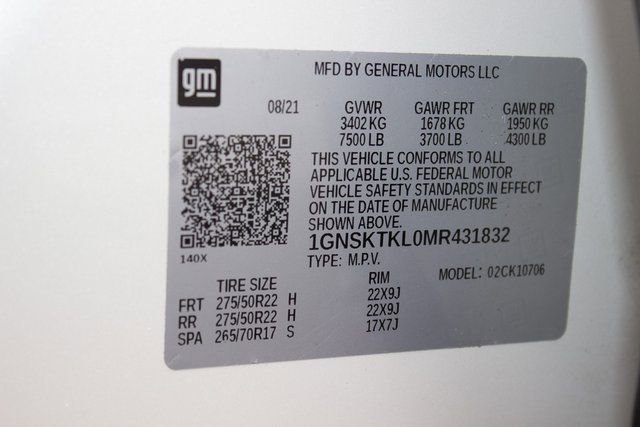 gm
MFD BY GENERAL MOTORS LLC
08/21 GVWR GAWR FRT GAWR RR
3402 KG 1678 KG 1950 KG
7500 LB 3700 LB 4300 LB
THIS VEHICLE CONFORMS TO ALL
APPLICABLE U.S. FEDERAL MOTOR
VEHICLE SAFETY STANDARDS IN EFFECT
ON THE DATE OF MANUFACTURE
SHOWN ABOVE.
1GNSKTKL0MR431832
140X
TYPE: M.P.V. MODEL: 02CK10706
TIRE SIZE RIM
FRT 275/50R22 H 22X9J
RR 275/50R22 H 22X9J
SPA 265/70R17 S 17X7J